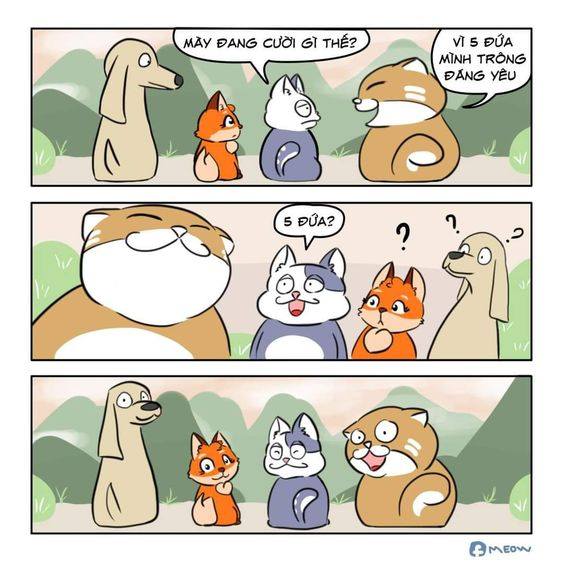 MÀY ĐANG CƯỜI GÌ THẾ?
VÌ 5 ĐỨA
MÌNH TRÔNG
ĐÁNG YÊU
5 ĐỨA?
?
?
?
MEOW